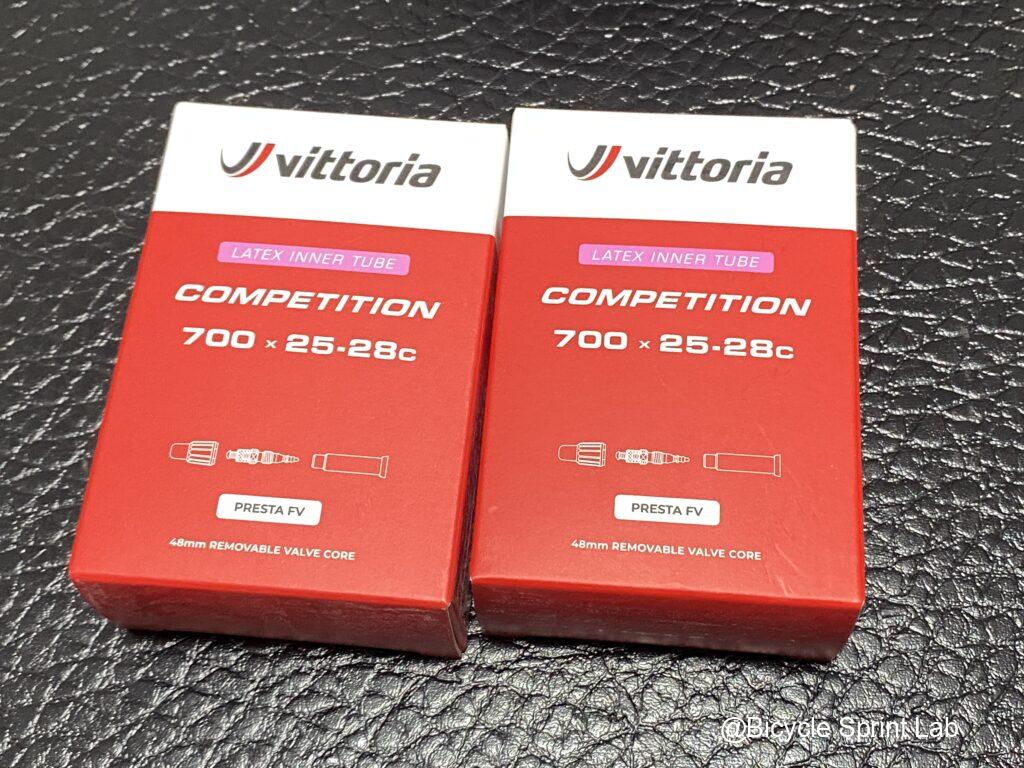 vittoria
LATEX INNER TUBE
COMPETITION
700 x 25-28c
PRESTA FV
48mm REMOVABLE VALVE CORE
vittoria
LATEX INNER TUBE
COMPETITION
700 x 25-28c
PRESTA FV
48mm REMOVABLE VALVE CORE
@Bicycle Sprint Lab